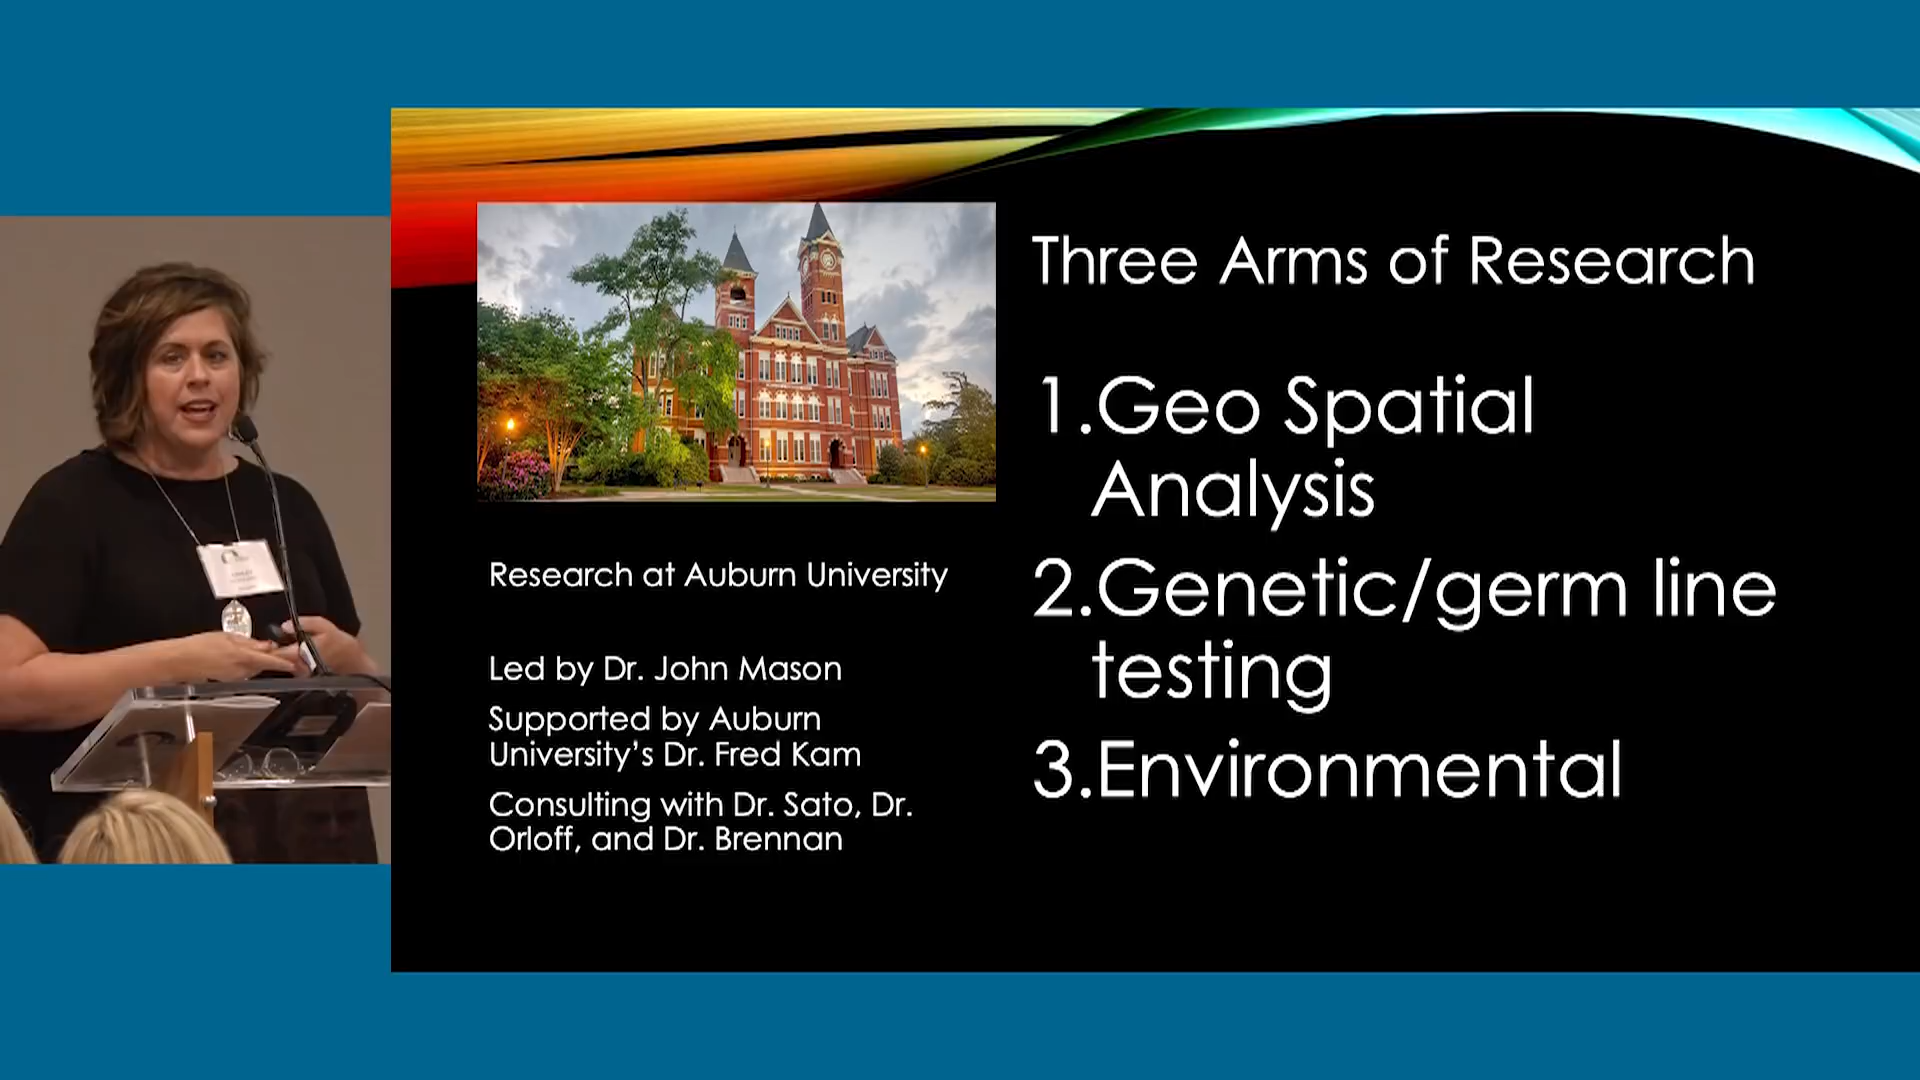 Three Arms of Research
1.Geo Spatial
Analysis
2.Genetic/germ line
testing
3.Environmental
Research at Auburn University
Led by Dr. John Mason
Supported by Auburn
University's Dr. Fred Kam
Consulting with Dr. Sato, Dr.
Orloff, and Dr. Brennan